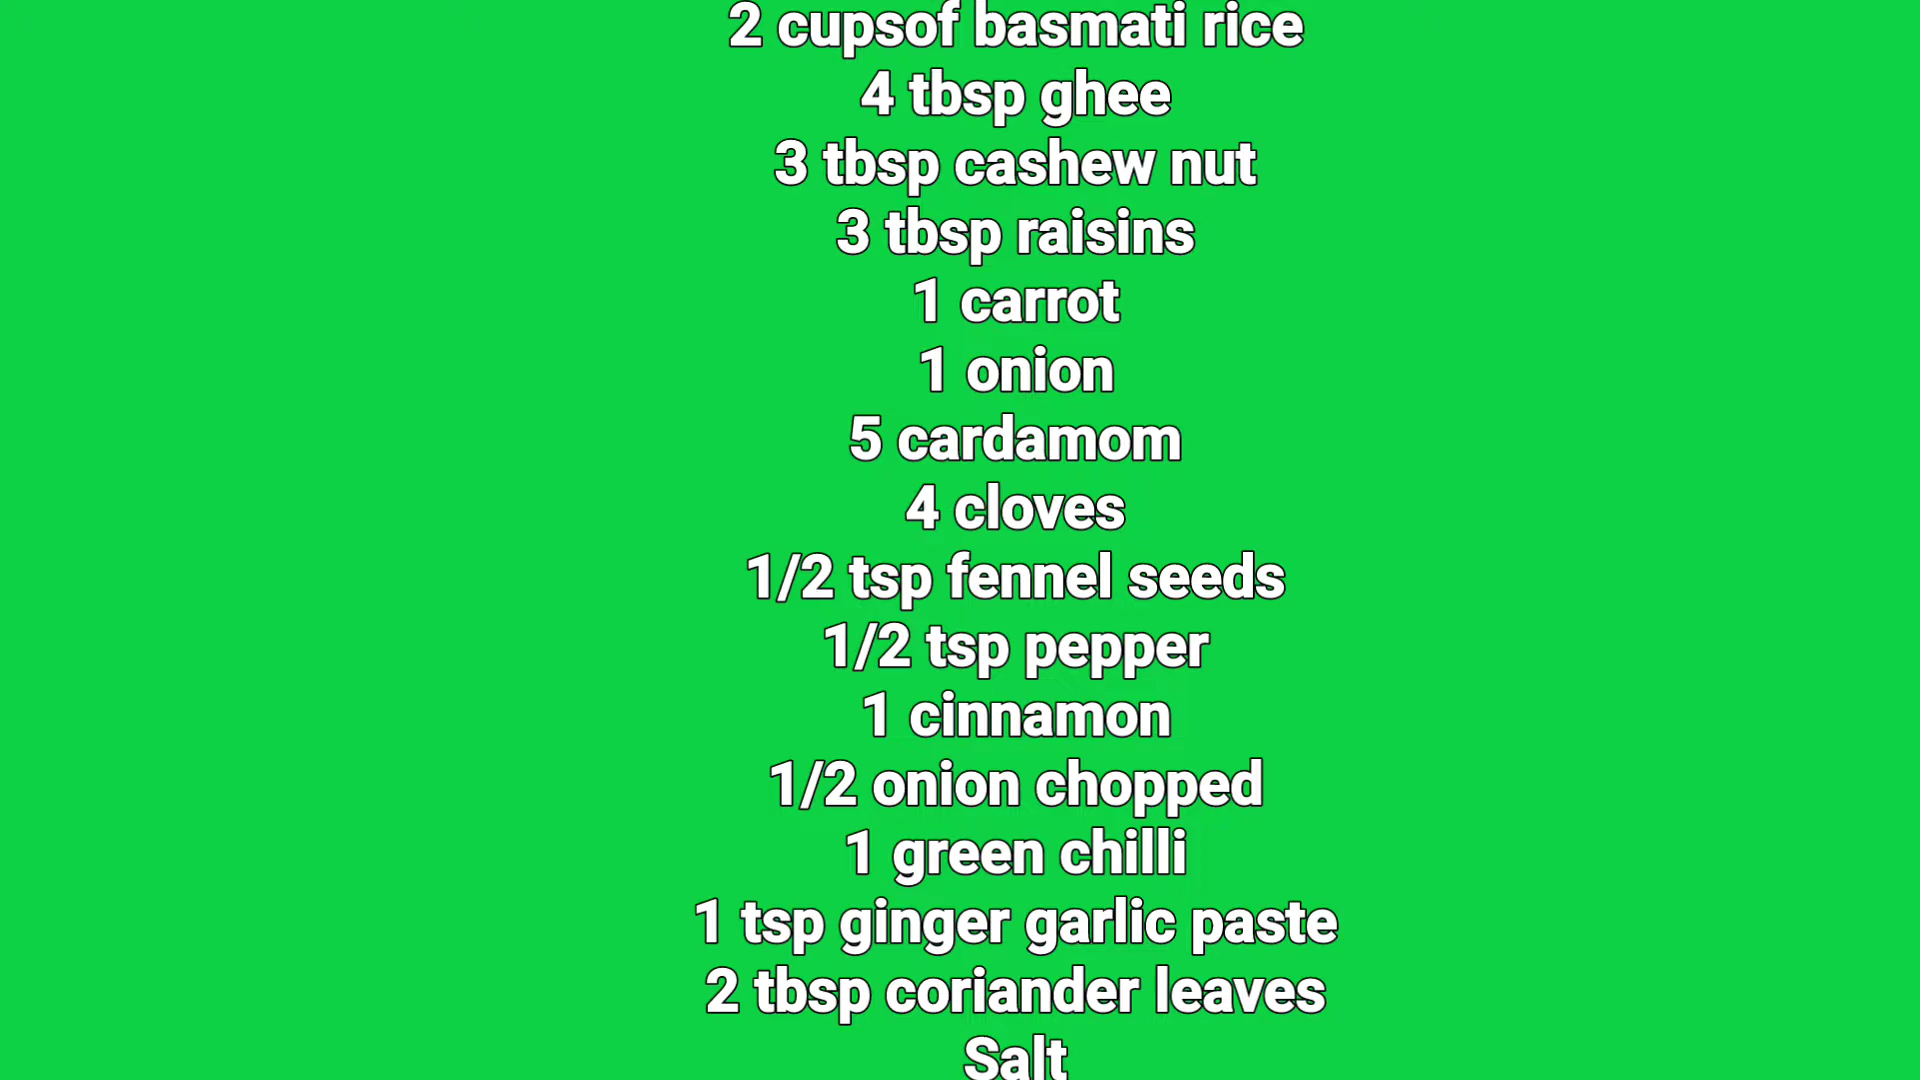 2 cupsof basmati rice
4 tbsp ghee
3 tbsp cashew nut
3 tbsp raisins
1 carrot
1 onion
5 cardamom
4 cloves
1/2 tsp fennel seeds
1/2 tsp pepper
1 cinnamon
1/2 onion chopped
1 green chilli
1 tsp ginger garlic paste
2 tbsp coriander leaves
Salt